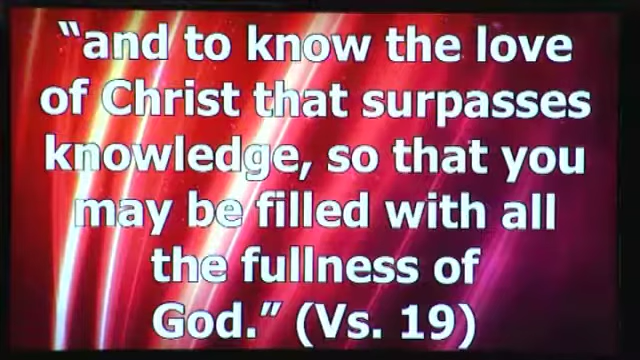 “and to know the love
of Christ that surpasses
knowledge, so that you
may be filled with all
the fullness of
God.” (Vs. 19)